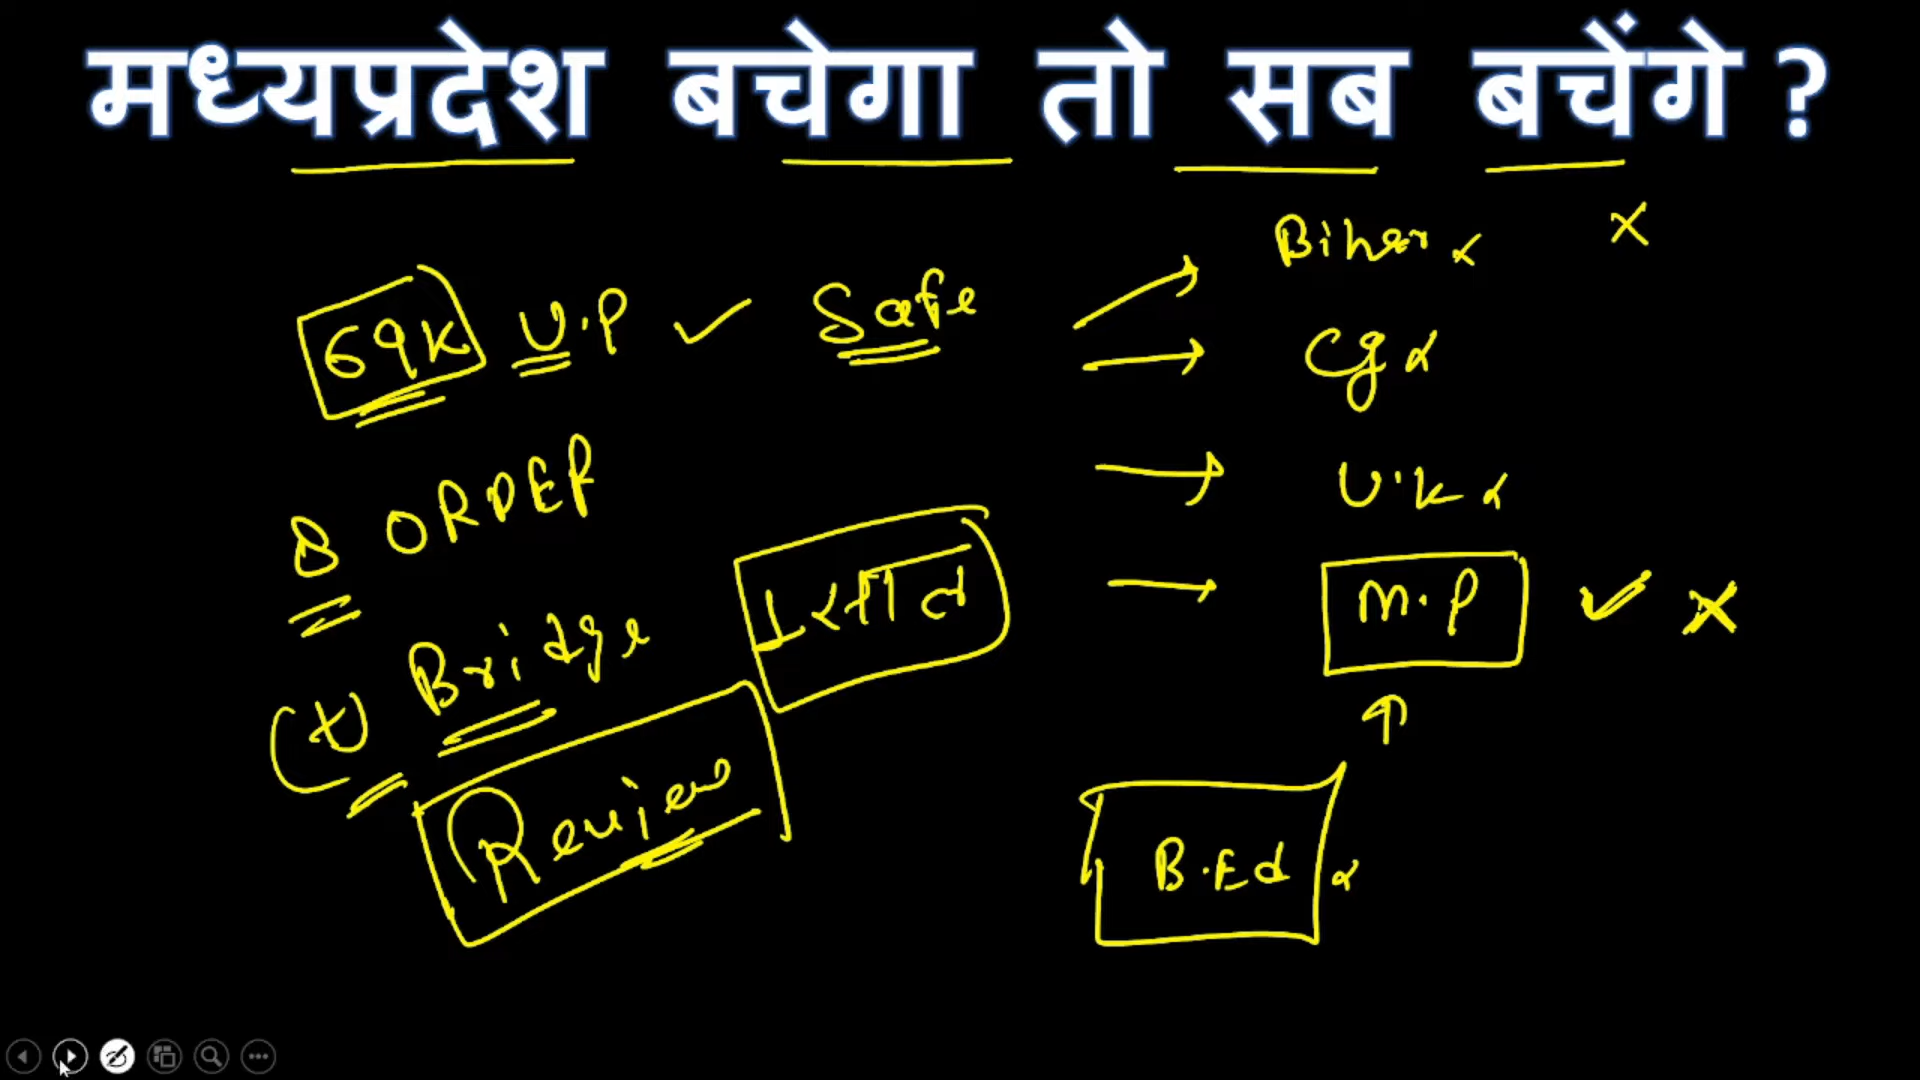 मध्यप्रदेश बचेगा तो सब बचेंगे ?
69K U.P ✓ Safe
Bihar x
X
Cg x
U.K x
8 ORDER
M.P ✓ X
(+) Bridge
Review
B.Ed x